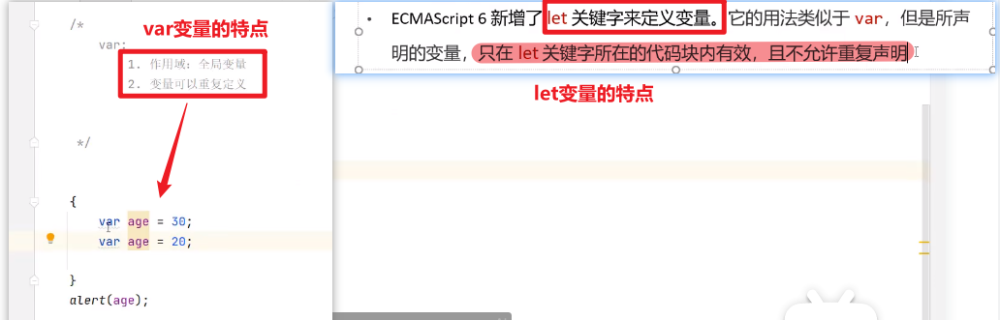 /*
var变量的特点
var:
1. 作用域: 全局变量
2. 变量可以重复定义
*/
{
var age = 30;
var age = 20;
}
alert(age);
• ECMAScript 6 新增了 let 关键字来定义变量。它的用法类似于 var，但是所声
明的变量，只在 let 关键字所在的代码块内有效，且不允许重复声明
let变量的特点